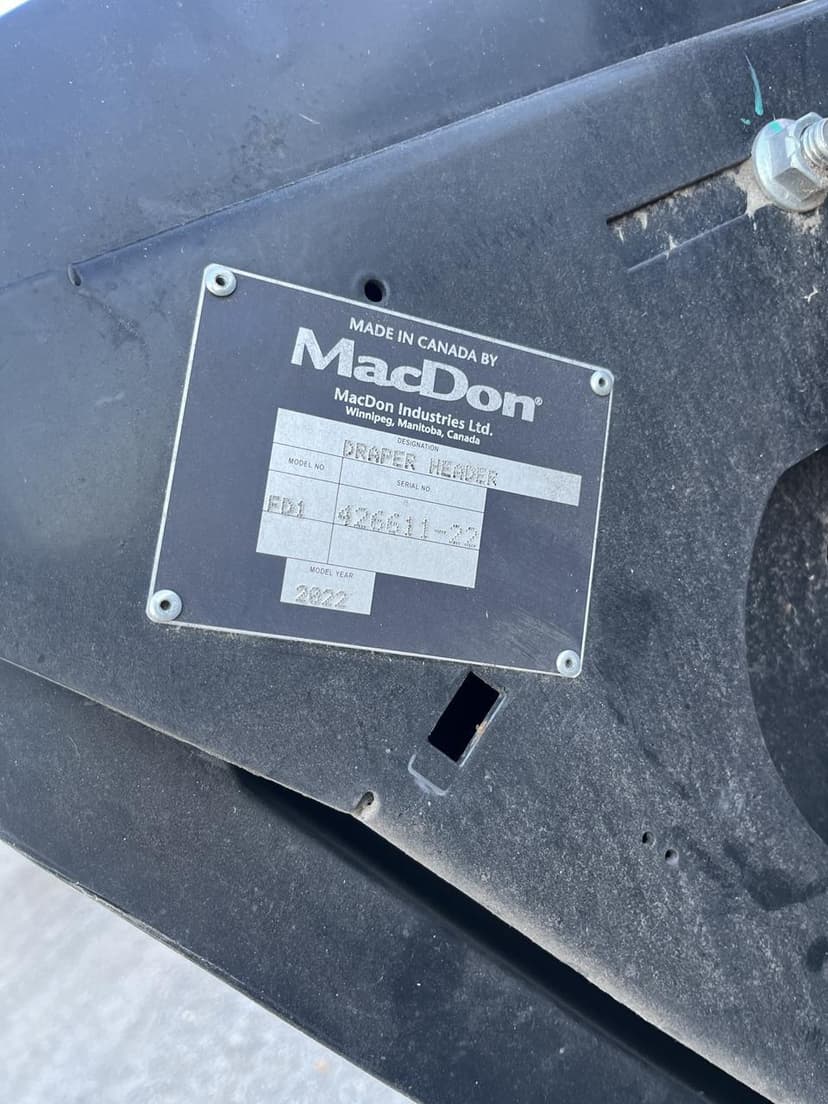 MADE IN CANADA BY
MacDon®
MacDon Industries Ltd.
Winnipeg, Manitoba, Canada
DESIGNATION
DRAPER HEADER
MODEL NO.
SERIAL NO.
FD1
426611-22
MODEL YEAR
2022